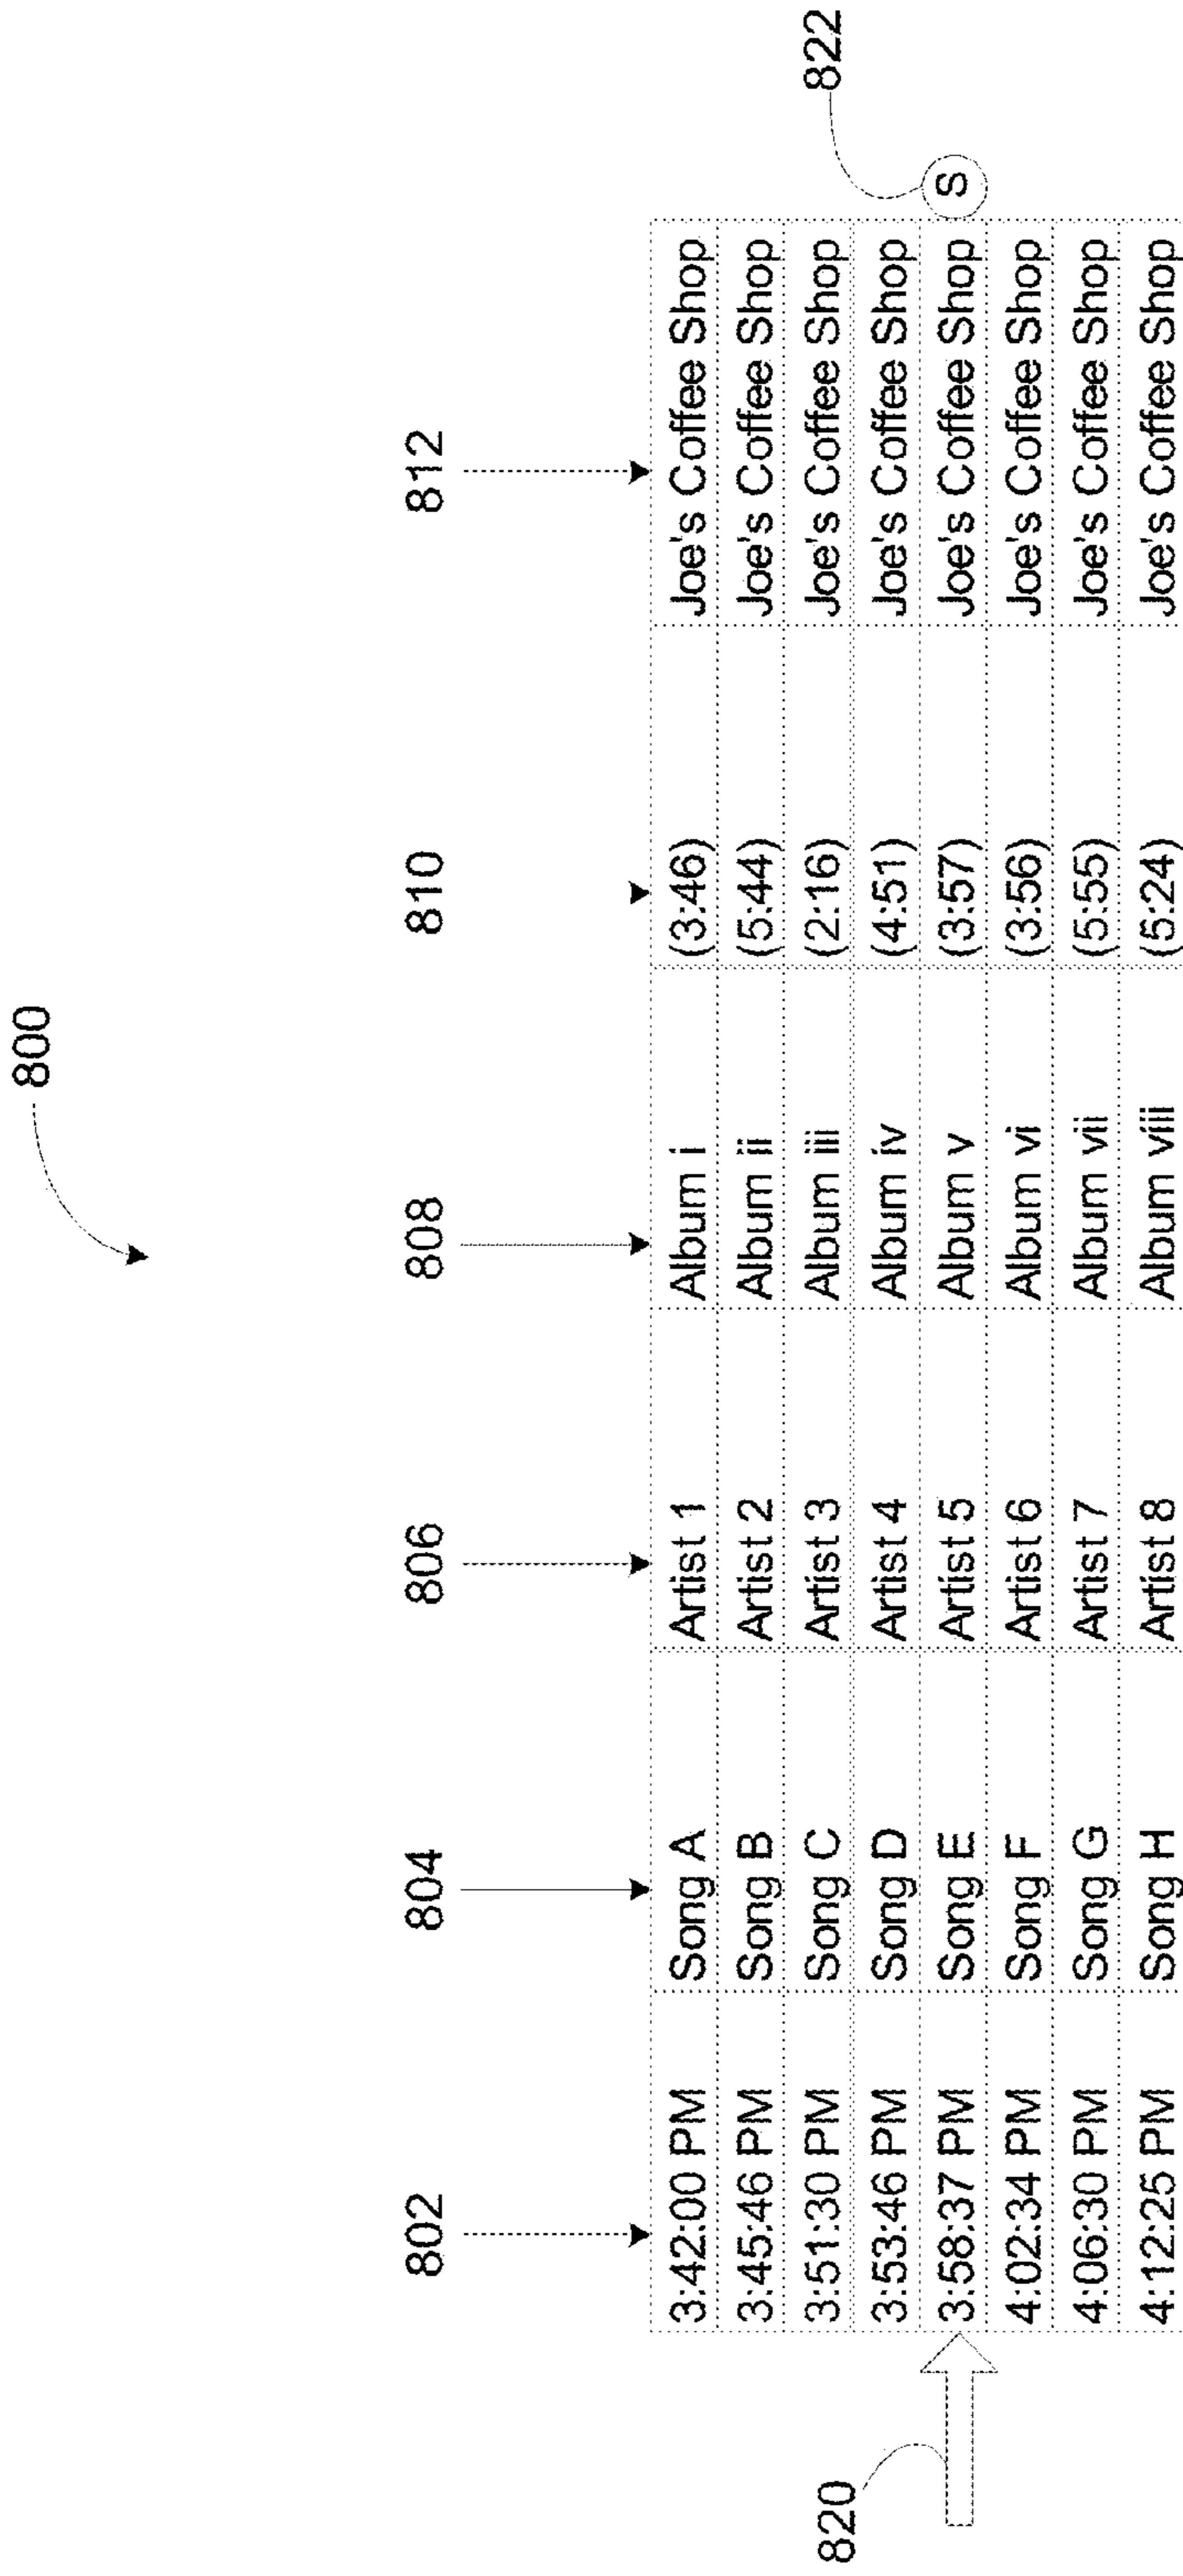 800
802 804 806 808 810 812
3:42:00 PM Song A Artist 1 Album i (3:46) Joe's Coffee Shop
3:45:46 PM Song B Artist 2 Album ii (5:44) Joe's Coffee Shop
3:51:30 PM Song C Artist 3 Album iii (2:16) Joe's Coffee Shop
3:53:46 PM Song D Artist 4 Album iv (4:51) Joe's Coffee Shop
820 822
3:58:37 PM Song E Artist 5 Album v (3:57) Joe's Coffee Shop S
4:02:34 PM Song F Artist 6 Album vi (3:56) Joe's Coffee Shop
4:06:30 PM Song G Artist 7 Album vii (5:55) Joe's Coffee Shop
4:12:25 PM Song H Artist 8 Album viii (5:24) Joe's Coffee Shop